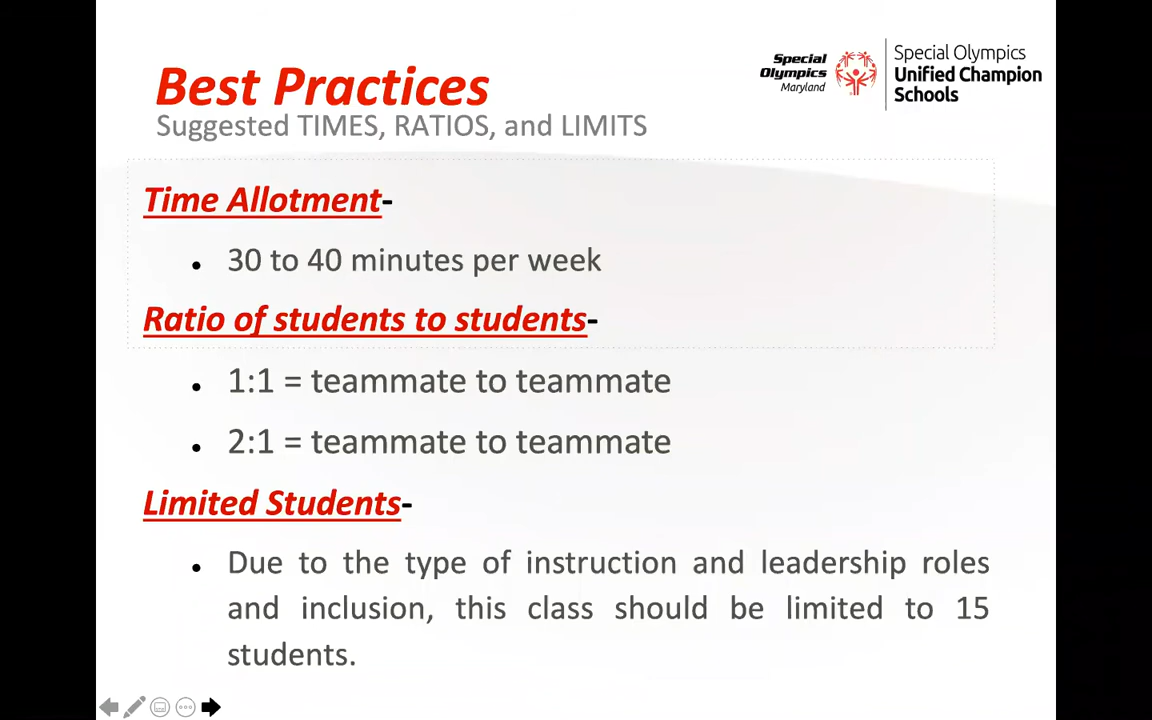 Best Practices
Suggested TIMES, RATIOS, and LIMITS
Special
Olympics
Maryland
Special Olympics
Unified Champion
Schools
Time Allotment-
• 30 to 40 minutes per week
Ratio of students to students-
• 1:1 = teammate to teammate
• 2:1 = teammate to teammate
Limited Students-
• Due to the type of instruction and leadership roles
and inclusion, this class should be limited to 15
students.